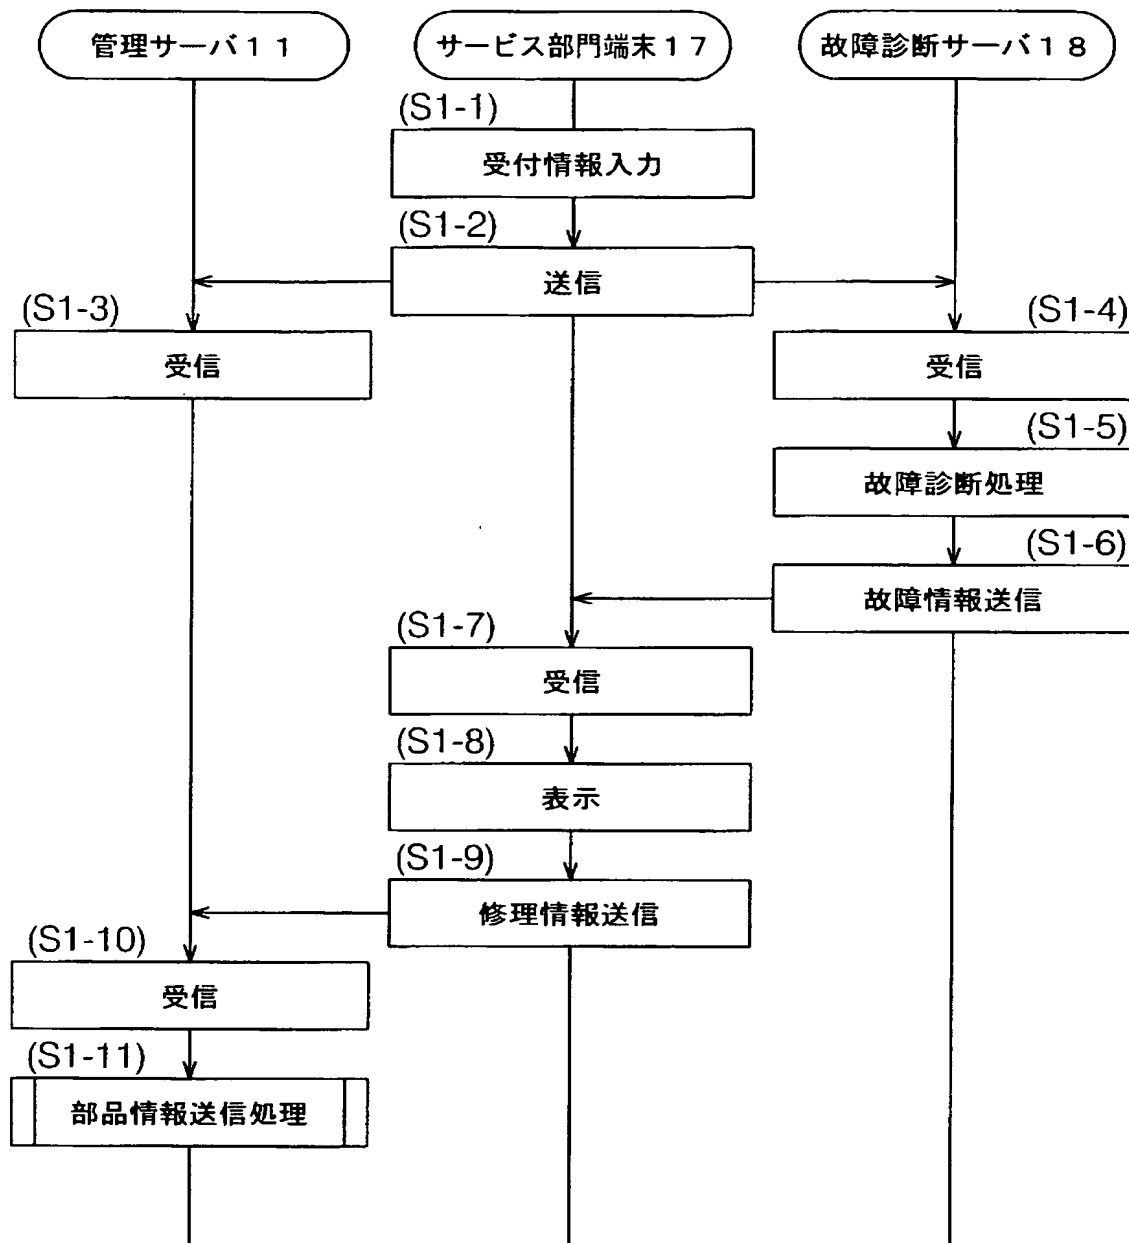 管理サーバ１１
サービス部門端末１７
故障診断サーバ１８
(S1-1)
受付情報入力
(S1-2)
送信
(S1-3)
受信
(S1-4)
受信
(S1-5)
故障診断処理
(S1-6)
故障情報送信
(S1-7)
受信
(S1-8)
表示
(S1-9)
修理情報送信
(S1-10)
受信
(S1-11)
部品情報送信処理